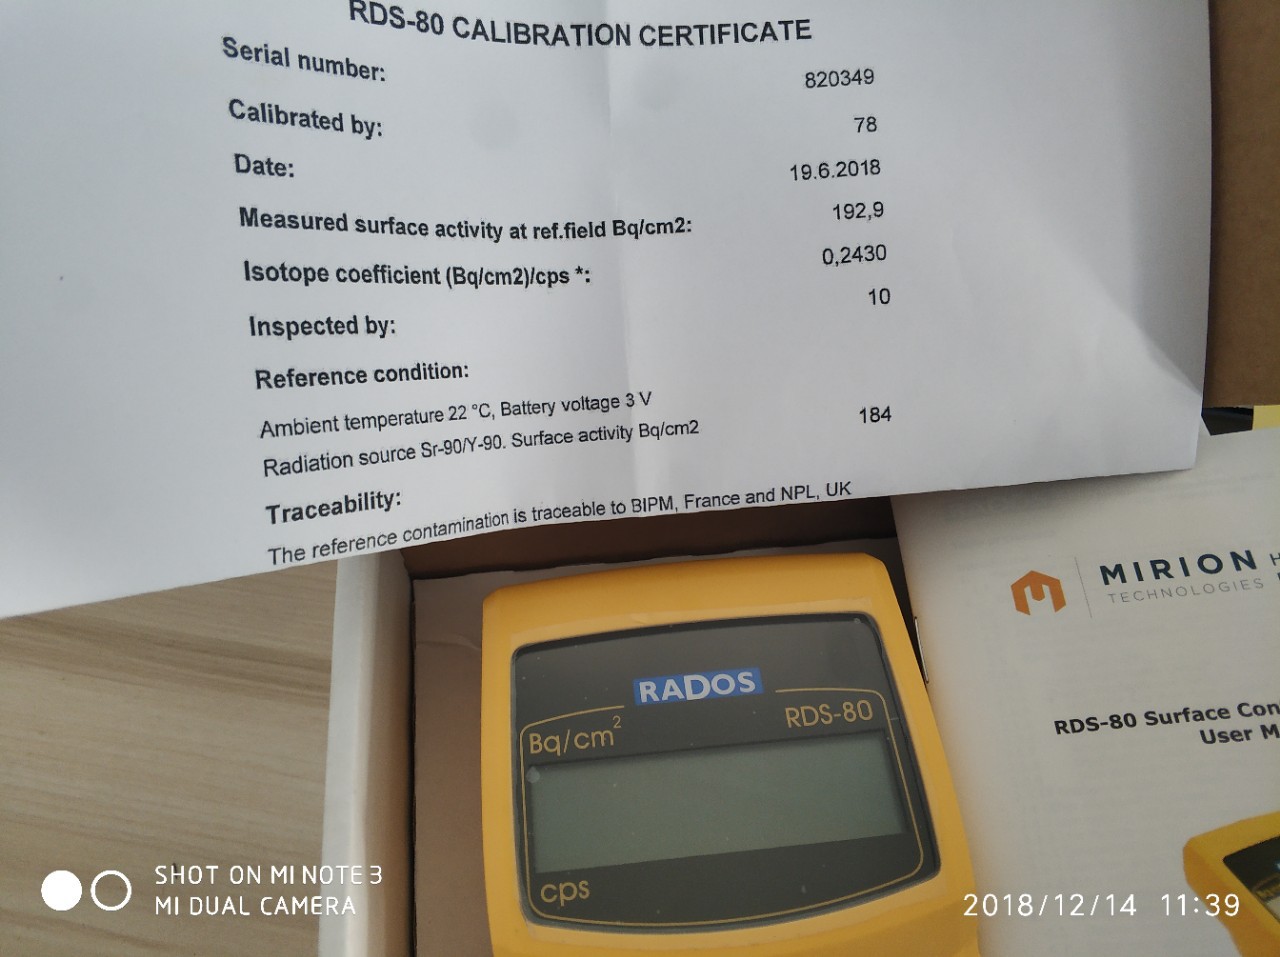 RDS-80 CALIBRATION CERTIFICATE
Serial number: 820349
Calibrated by: 78
Date: 19.6.2018
Measured surface activity at ref.field Bq/cm2: 192,9
Isotope coefficient (Bq/cm2)/cps *: 0,2430
Inspected by: 10
Reference condition:
Ambient temperature 22 °C, Battery voltage 3 V
Radiation source Sr-90/Y-90. Surface activity Bq/cm2 184
Traceability:
The reference contamination is traceable to BIPM, France and NPL, UK
MIRION
TECHNOLOGIES
RDS-80 Surface Con
User M
RADOS
RDS-80
Bq/cm²
cps
SHOT ON MI NOTE 3
MI DUAL CAMERA
2018/12/14 11:39